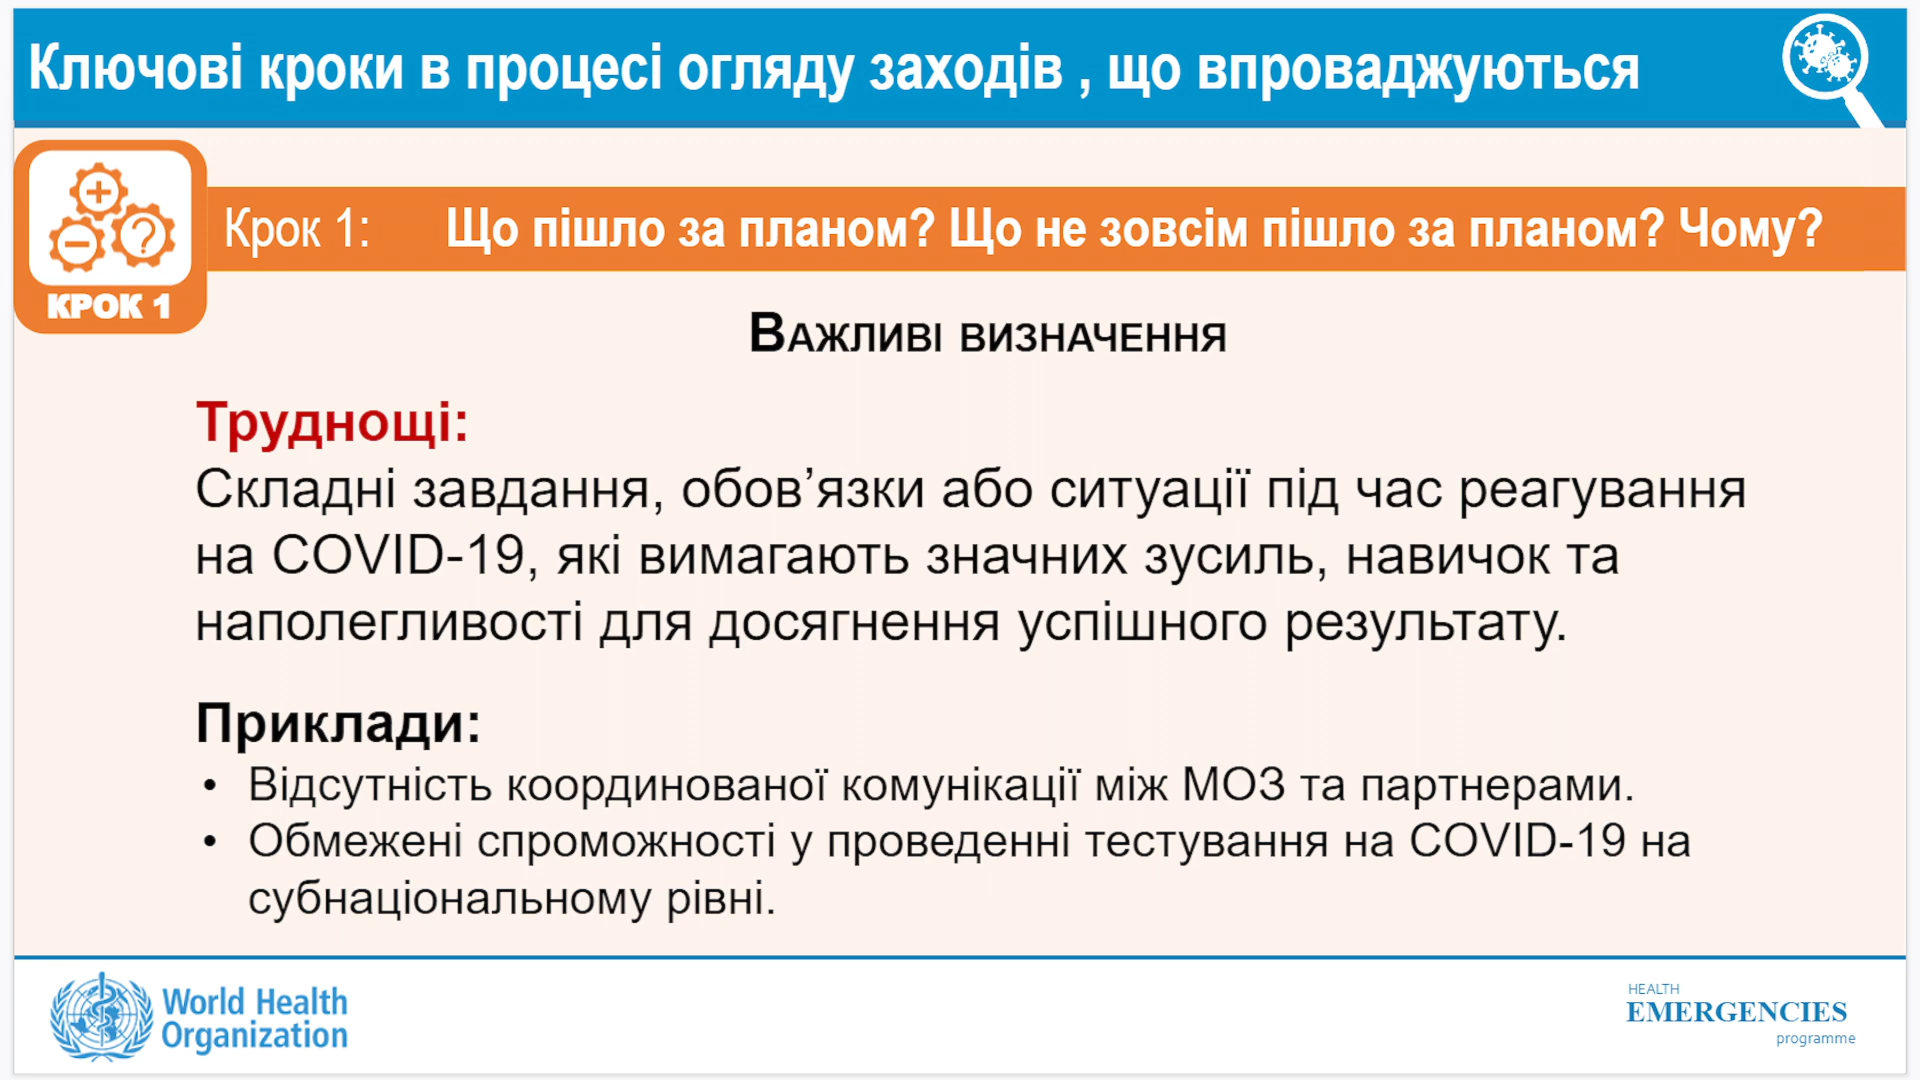 Ключові кроки в процесі огляду заходів , що впроваджуються
КРОК 1
Крок 1: Що пішло за планом? Що не зовсім пішло за планом? Чому?
Важливі визначення
Труднощі:
Складні завдання, обов’язки або ситуації під час реагування
на COVID-19, які вимагають значних зусиль, навичок та
наполегливості для досягнення успішного результату.
Приклади:
• Відсутність координованої комунікації між МОЗ та партнерами.
• Обмежені спроможності у проведенні тестування на COVID-19 на
субнаціональному рівні.
World Health
Organization
HEALTH
EMERGENCIES
programme